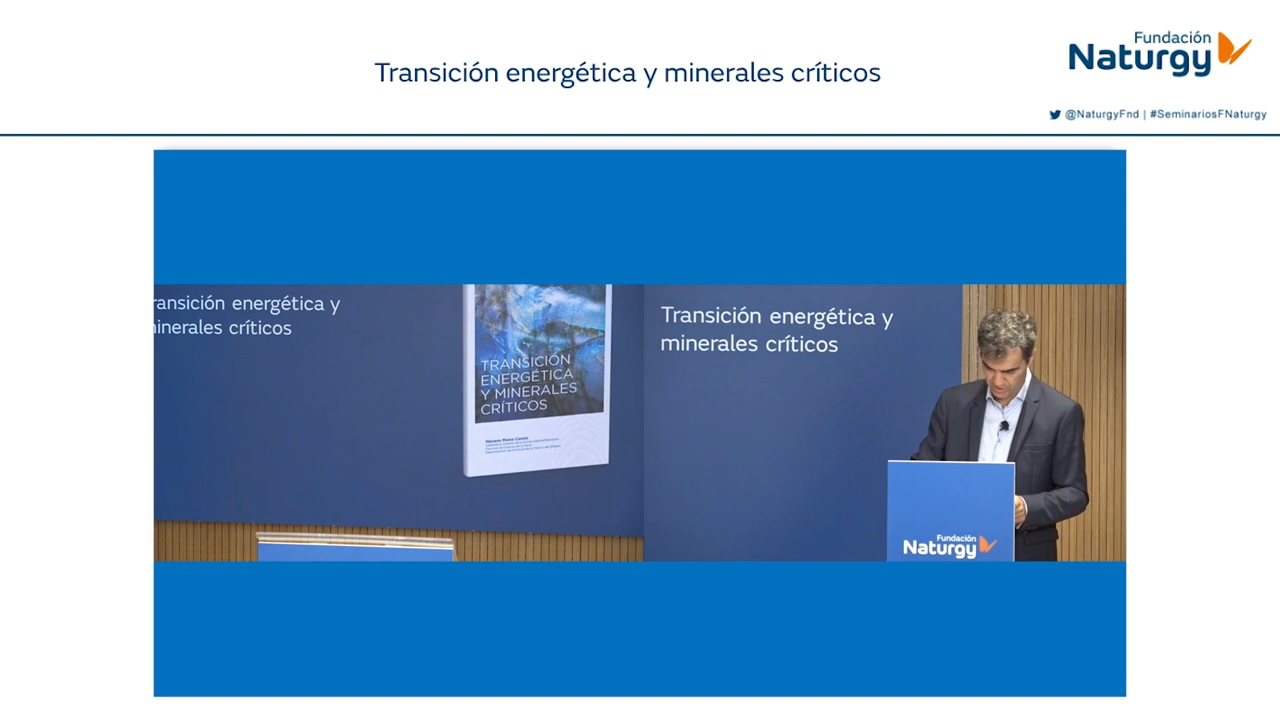 Transición energética y minerales críticos
Fundación
Naturgy
@NaturgyFnd | #SeminariosFNaturgy
ransición energética y
inerales críticos
TRANSICIÓN
ENERGÉTICA
Y MINERALES
CRÍTICOS
Transición energética y
minerales críticos
Fundación
Naturgy